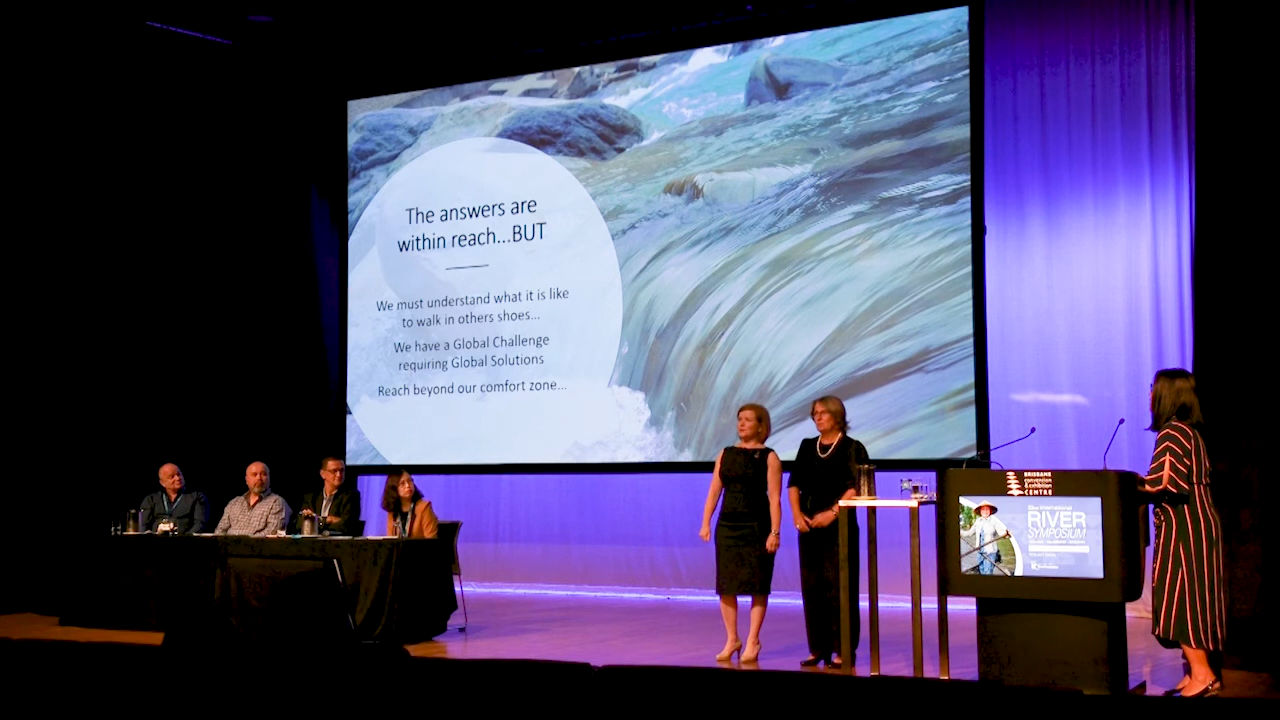 The answers are
within reach...BUT
We must understand what it is like
to walk in others shoes...
We have a Global Challenge
requiring Global Solutions
Reach beyond our comfort zone...
BRISBANE
convention
& exhibition
CENTRE
RIVER
SYMPOSIUM